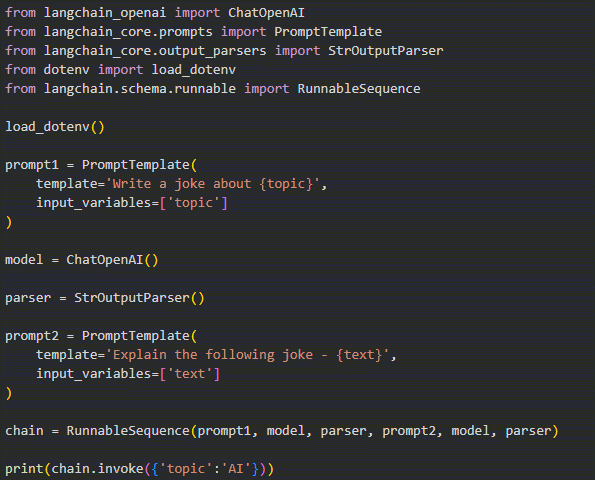 from langchain_openai import ChatOpenAI
from langchain_core.prompts import PromptTemplate
from langchain_core.output_parsers import StrOutputParser
from dotenv import load_dotenv
from langchain.schema.runnable import RunnableSequence

load_dotenv()

prompt1 = PromptTemplate(
    template='Write a joke about {topic}',
    input_variables=['topic']
)

model = ChatOpenAI()

parser = StrOutputParser()

prompt2 = PromptTemplate(
    template='Explain the following joke - {text}',
    input_variables=['text']
)

chain = RunnableSequence(prompt1, model, parser, prompt2, model, parser)

print(chain.invoke({'topic':'AI'}))